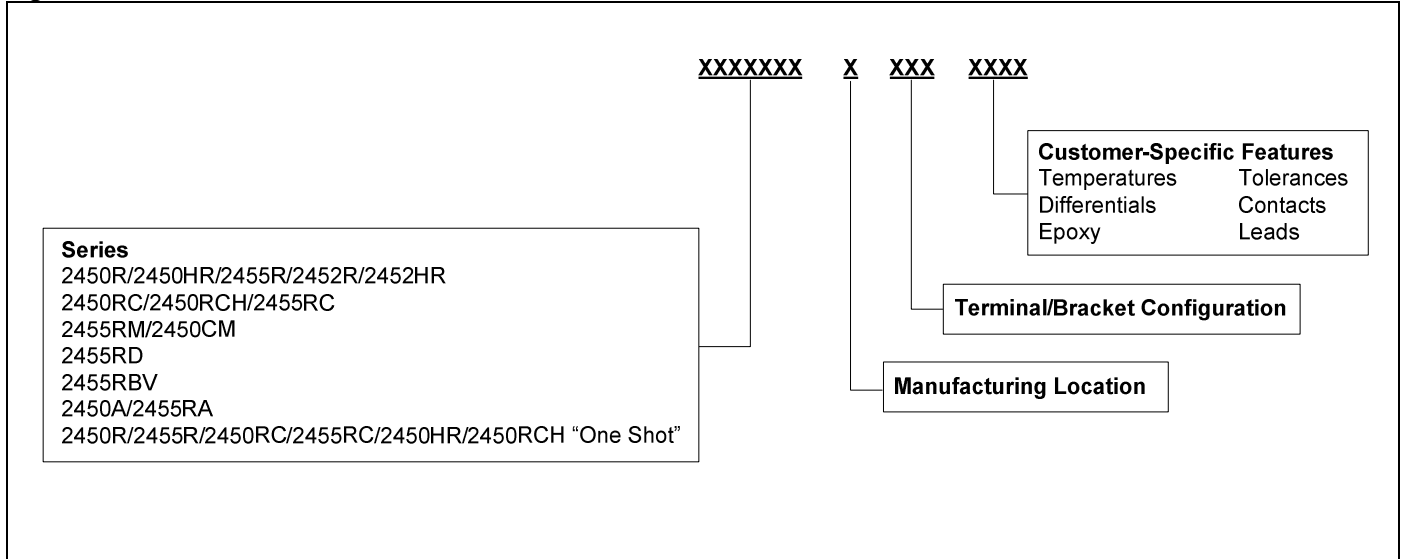 XXXXXXX X XXX XXXX
Customer-Specific Features
Temperatures Tolerances
Differentials Contacts
Epoxy Leads
Series
2450R/2450HR/2455R/2452R/2452HR
2450RC/2450RCH/2455RC
2455RM/2450CM
2455RD
2455RBV
2450A/2455RA
2450R/2455R/2450RC/2455RC/2450HR/2450RCH “One Shot”
Terminal/Bracket Configuration
Manufacturing Location